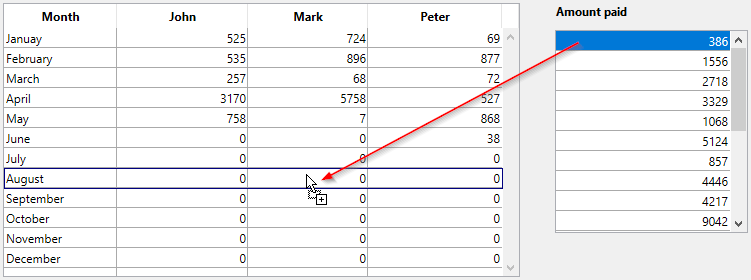 Month John Mark Peter
Januay 525 724 69
February 535 896 877
March 257 68 72
April 3170 5758 527
May 758 7 868
June 0 0 38
July 0 0 0
August 0 0 0
September 0 0 0
October 0 0 0
November 0 0 0
December 0 0 0
Amount paid
386
1556
2718
3329
1068
5124
857
4446
4217
9042